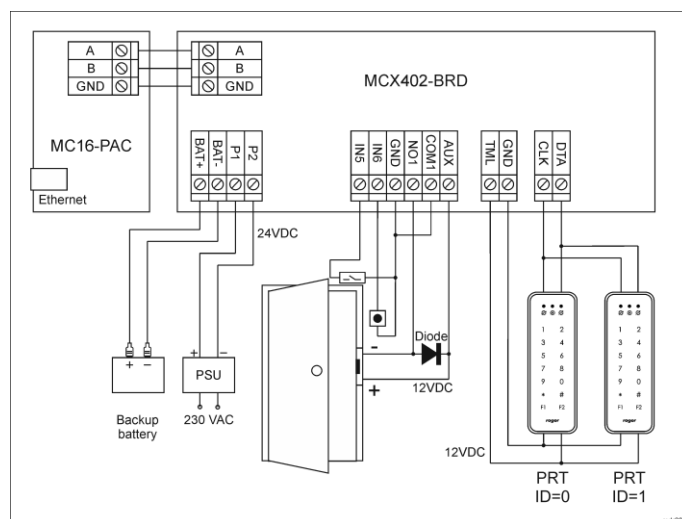 A A
B B
GND GND
MCX402-BRD
MC16-PAC
Ethernet
BAT+ BAT- P1 P2
IN5 IN6 GND NO1 COM1 AUX
TML GND
CLK DTA
24VDC
Diode
- 
+
12VDC
+ -
PSU
+ -
Backup
battery
230 VAC
1 2
3 4
5 6
7 8
9 0
* #
F1 F2
roger
1 2
3 4
5 6
7 8
9 0
* #
F1 F2
roger
12VDC
PRT
ID=0
PRT
ID=1